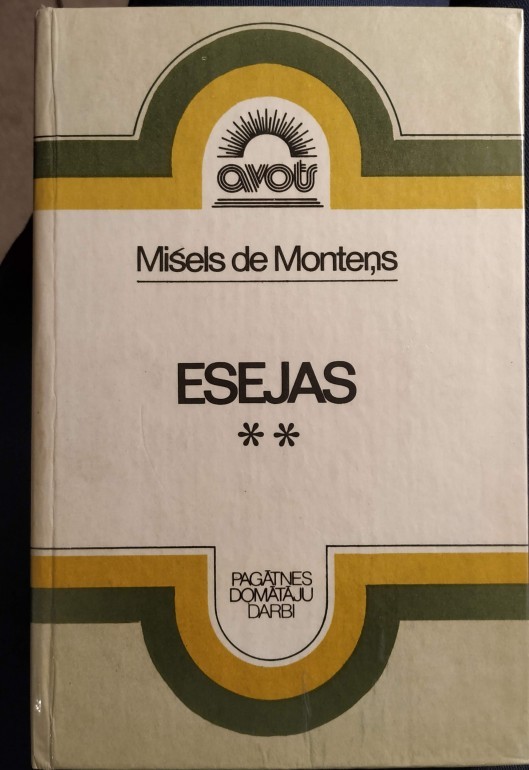 avots
Mišels de Monteņs
ESEJAS
**
PAGĀTNES
DOMĀTĀJU
DARBI